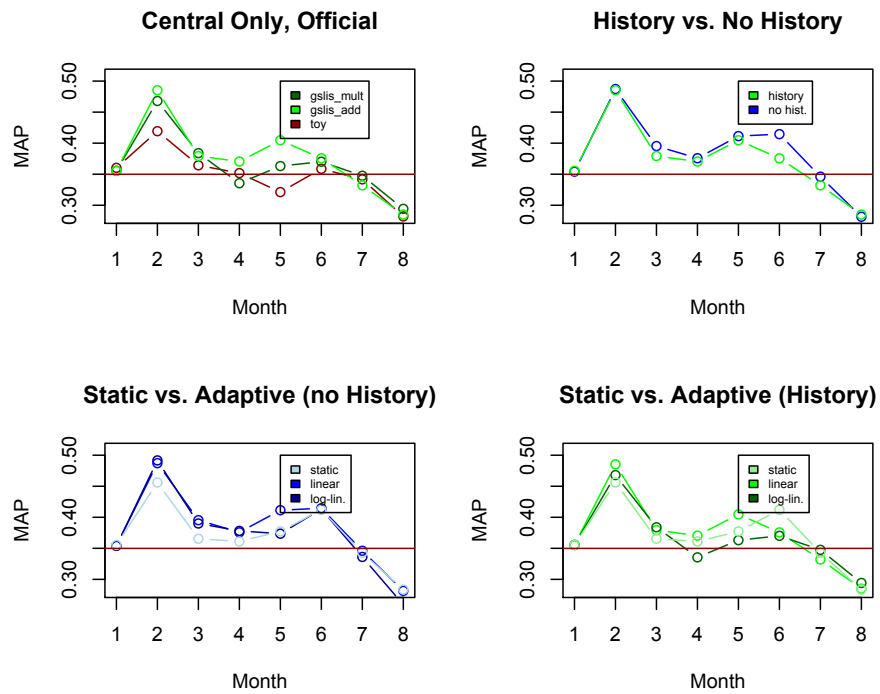 Central Only, Official
MAP
0.30 0.40 0.50
gslis_mult
gslis_add
toy
1 2 3 4 5 6 7 8
Month
History vs. No History
MAP
0.30 0.40 0.50
history
no hist.
1 2 3 4 5 6 7 8
Month
Static vs. Adaptive (no History)
MAP
0.30 0.40 0.50
static
linear
log-lin.
1 2 3 4 5 6 7 8
Month
Static vs. Adaptive (History)
MAP
0.30 0.40 0.50
static
linear
log-lin.
1 2 3 4 5 6 7 8
Month